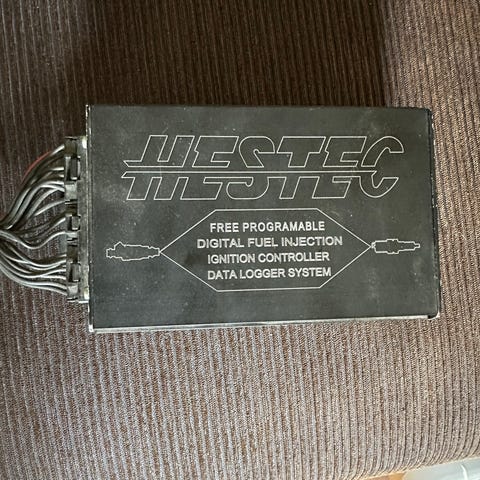 HESTEC
FREE PROGRAMABLE
DIGITAL FUEL INJECTION
IGNITION CONTROLLER
DATA LOGGER SYSTEM